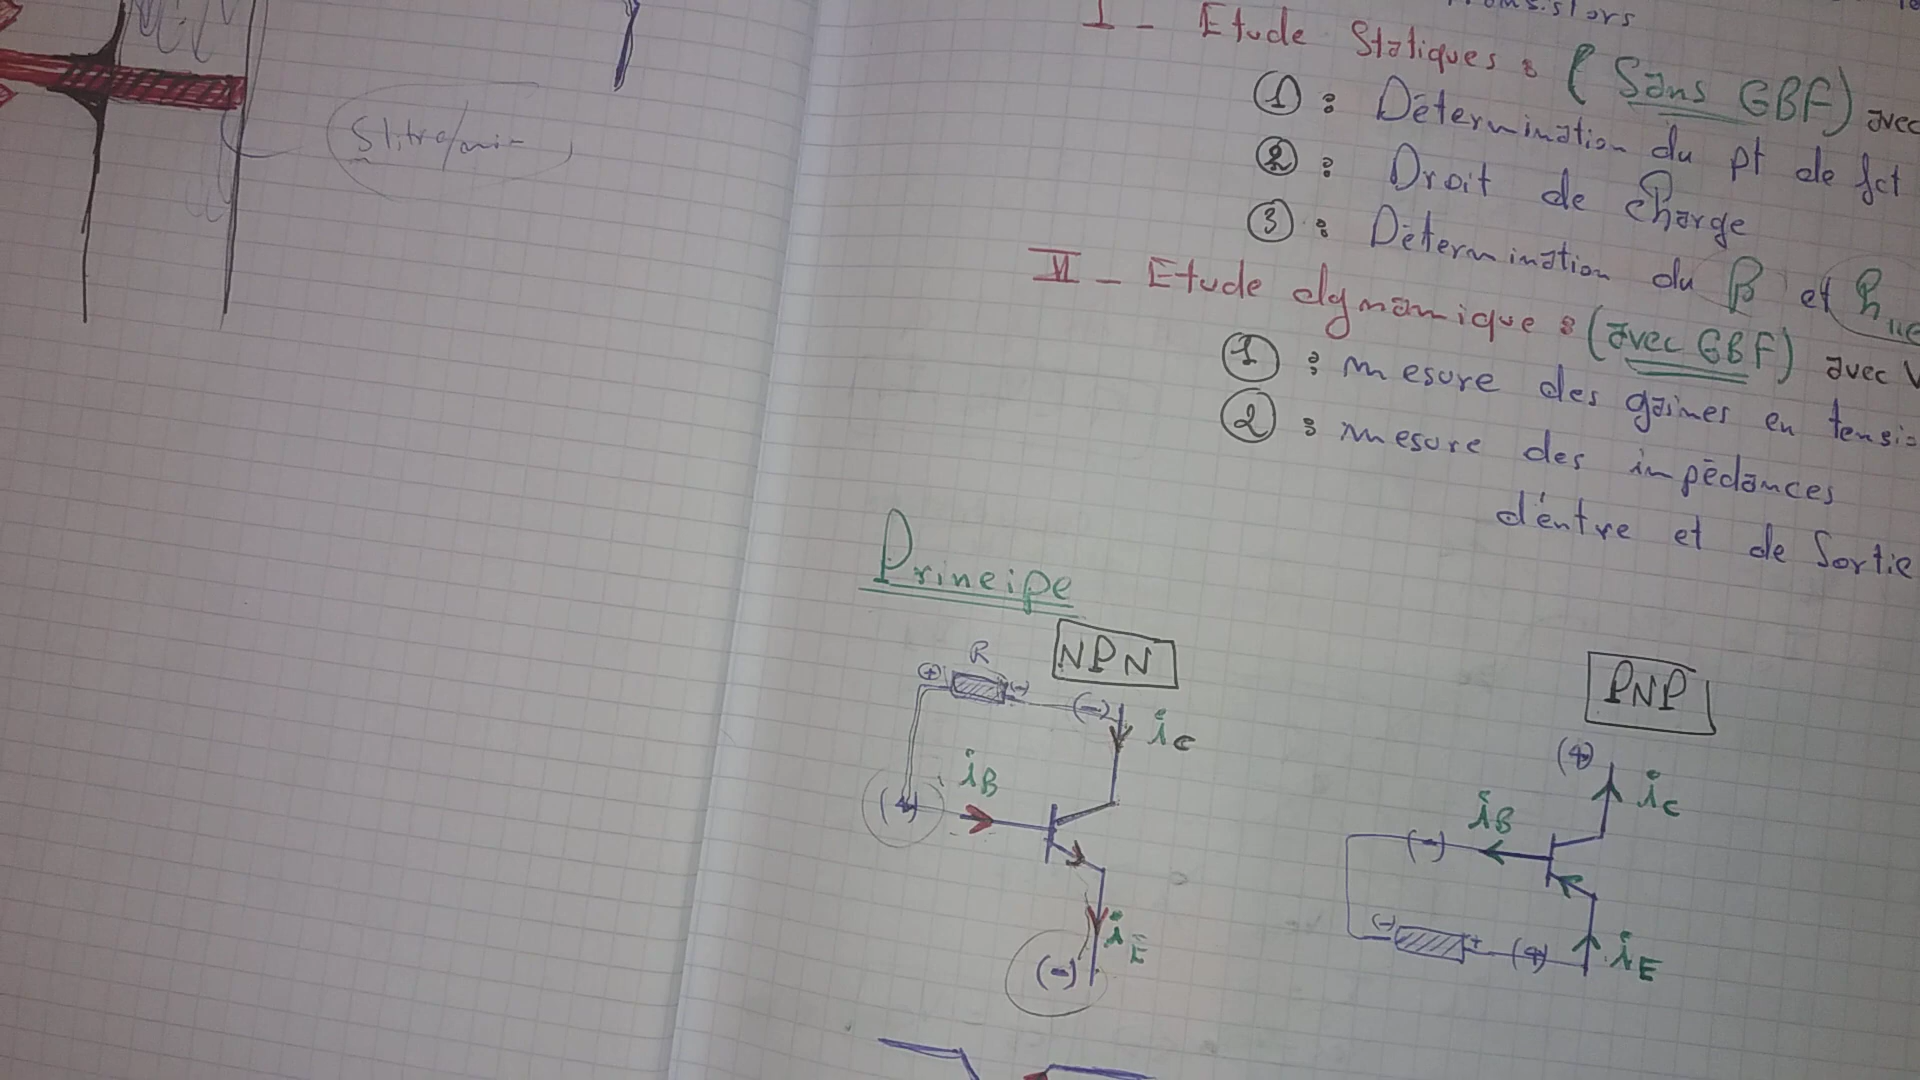 I - Etude Statiques : (Sans GBF) avec
① : Détermination du pt de fct
② : Droit de charge
③ : Détermination du β et h11e
II - Etude dynamique : (avec GBF) avec V
① : mesure des gaines en tensio
② : mesure des impédances
d'entre et de Sortie
Principe
NPN
PNP
R
(+) (-)
(-)
iC
iB
(+)
iE
(-)
(+)
iC
iB
(-)
(-) + (+)
iE